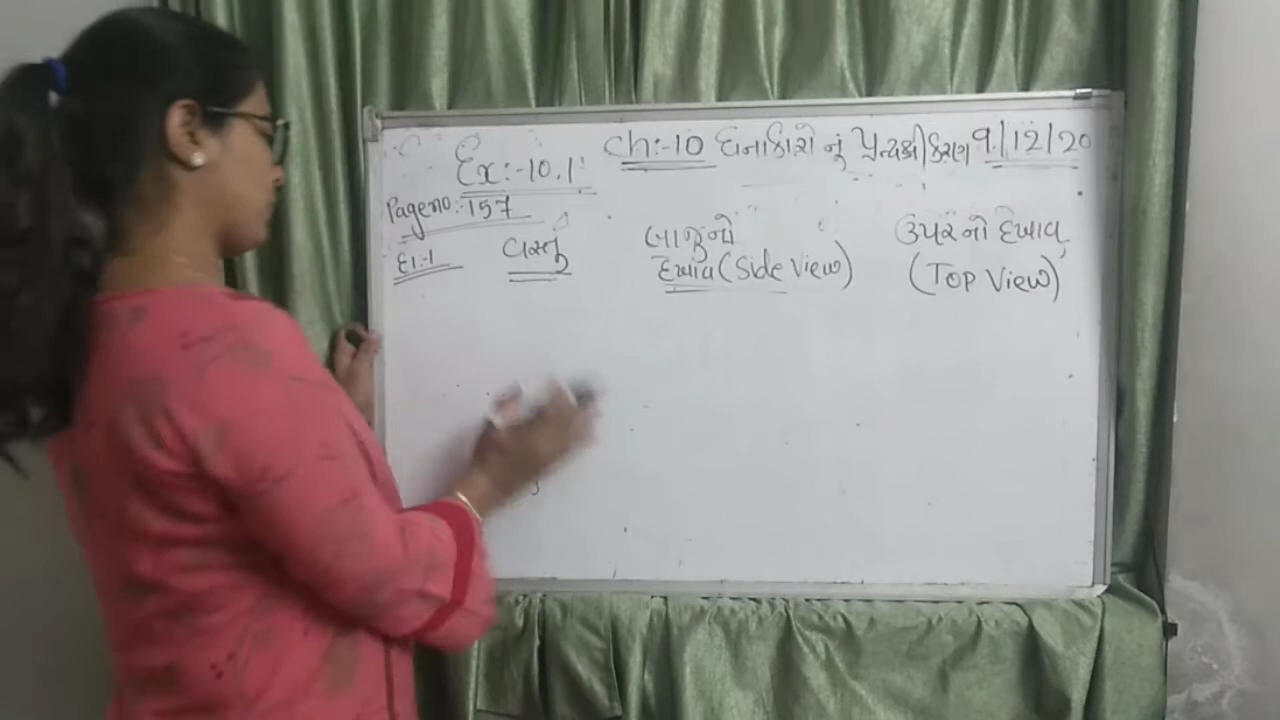 Ch:-10 ઘનાકારો નું પ્રત્યક્ષીકરણ 9/12/20
Ex:-10.1
Page no:-157
દા.-1 વસ્તુ બાજુનો દેખાવ (Side View) ઉપરનો દેખાવ (Top View)